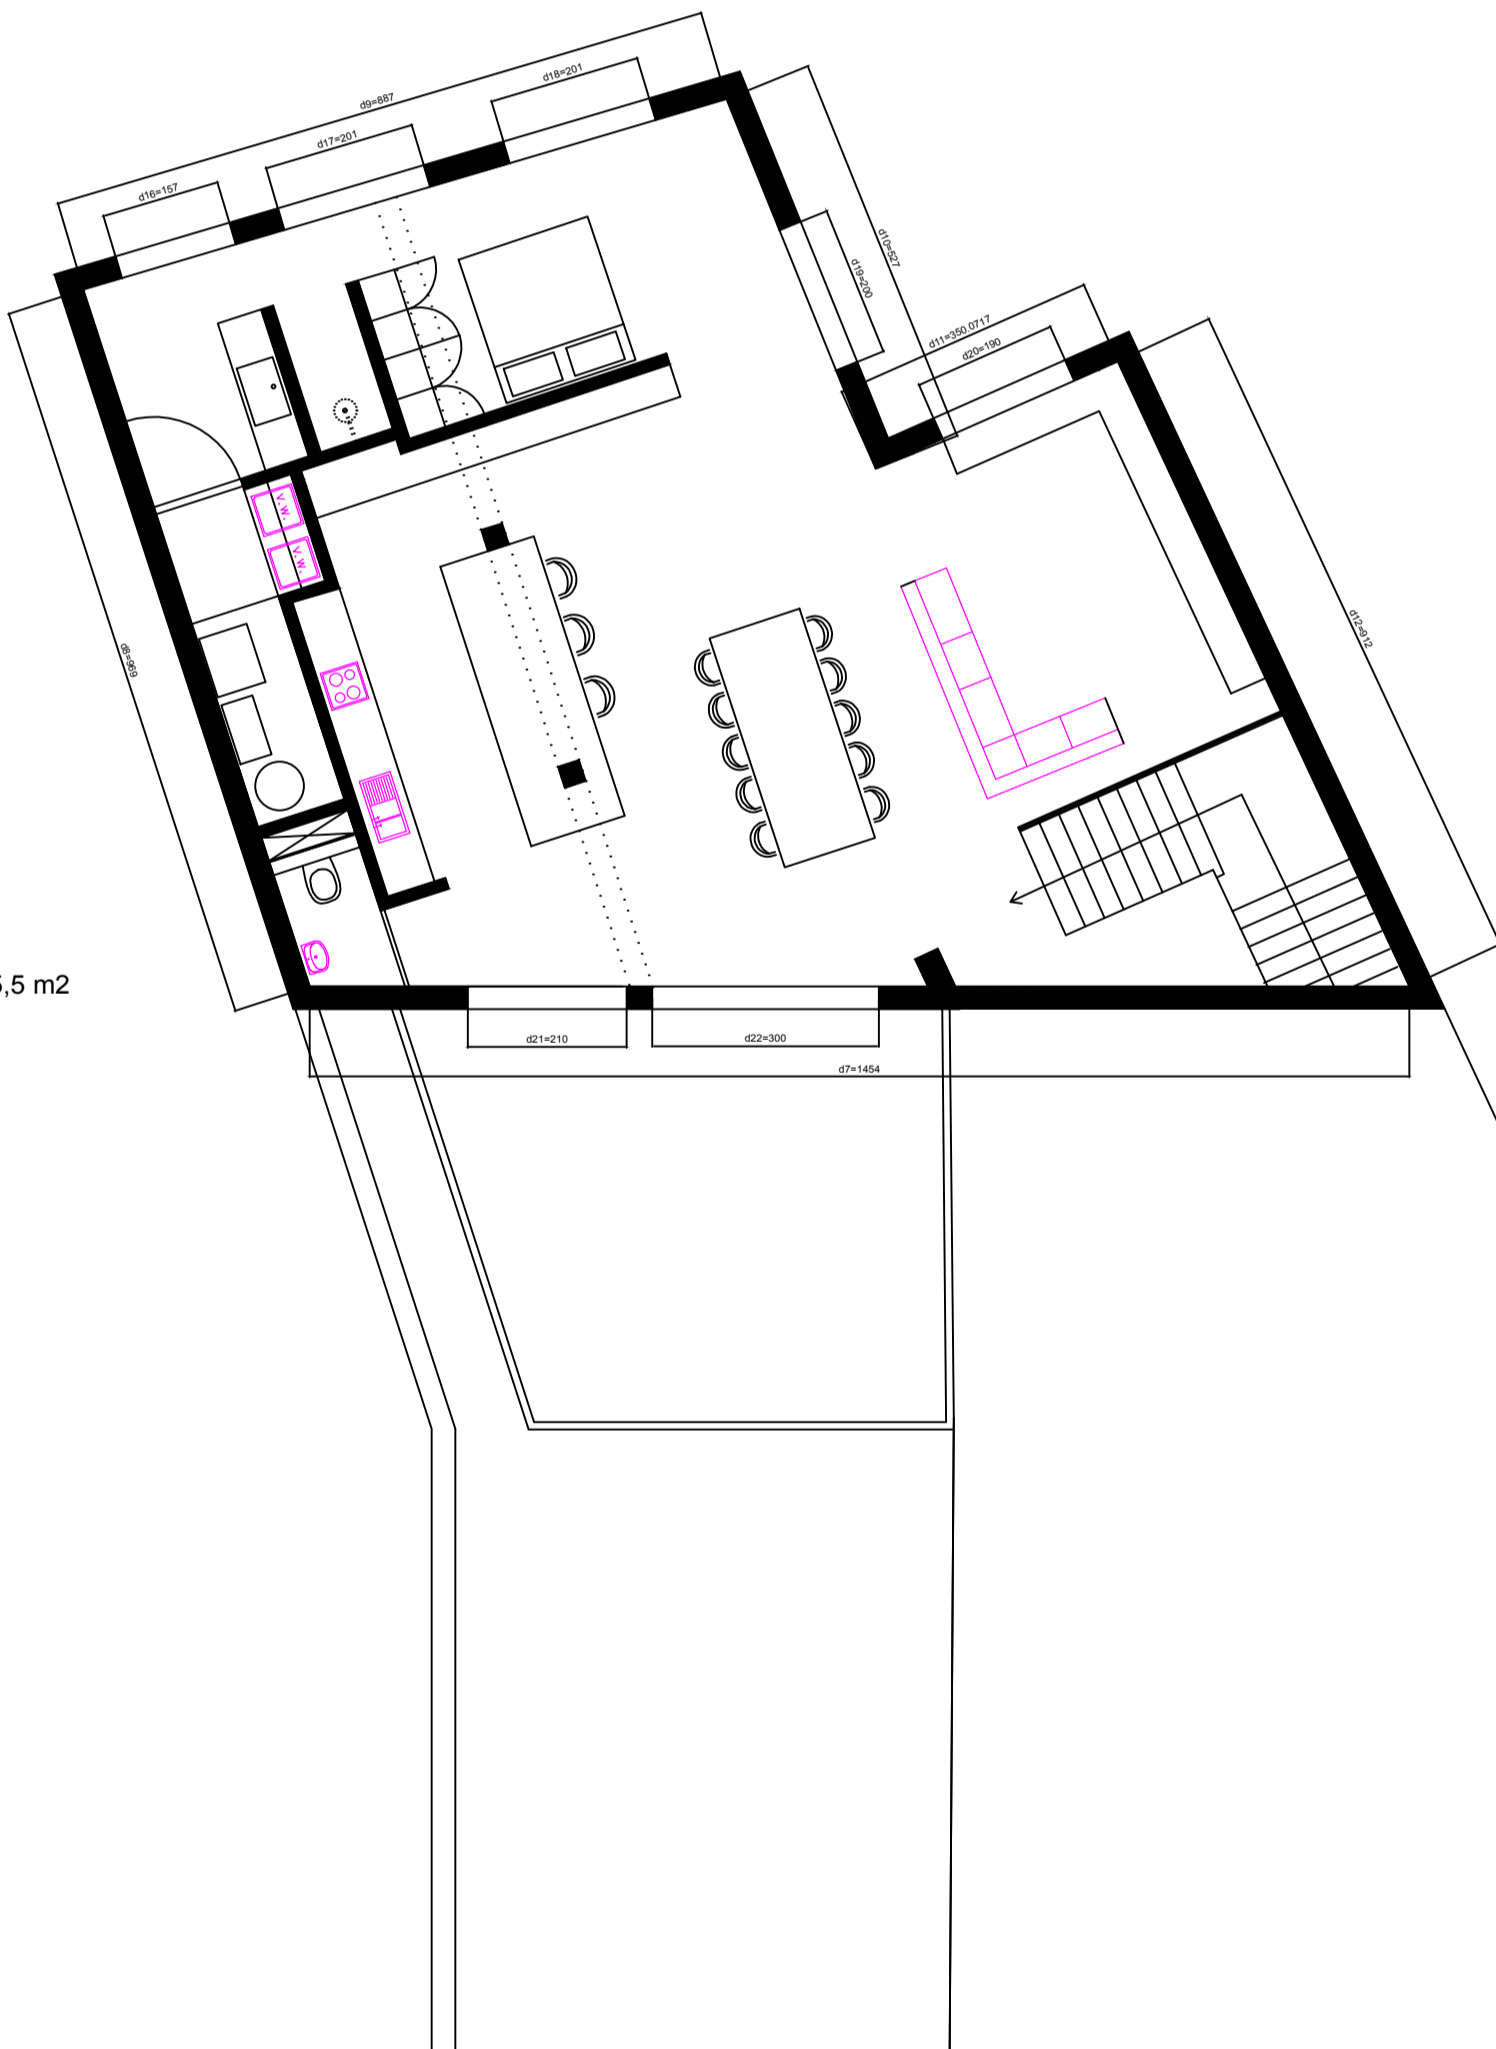 d9=887
d18=201
d17=201
d16=157
d10=527
d19=200
d11=350.0717
d20=190
V.W.
V.W.
d12=912
d8=969
5,5 m2
d21=210
d22=300
d7=1454